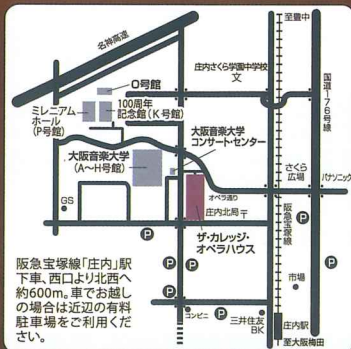 至豊中
名神高速
O号館
庄内さくら学園中学校
文
国道176号線
ミレニアム
ホール
(P号館)
100周年
記念館(K号館)
大阪音楽大学
コンサート・センター
大阪音楽大学
(A〜H号館)
さくら
広場
パナソニック
オペラ通り
GS
庄内北局 〒
阪急宝塚線
P
P
ザ・カレッジ・
オペラハウス
P
P
市場
阪急宝塚線「庄内」駅
下車、西口より北西へ
約600m。車でお越し
の場合は近辺の有料
駐車場をご利用くだ
さい。
P
コンビニ
P
三井住友
BK
庄内駅
至大阪梅田